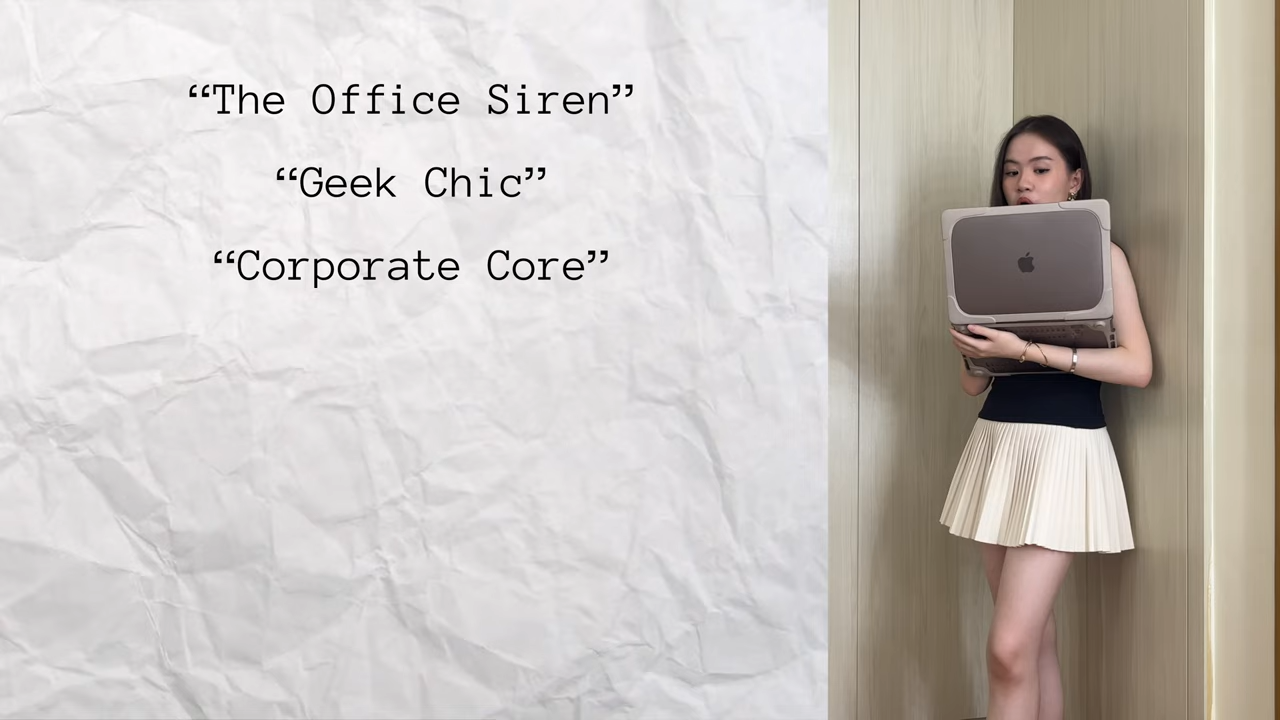 “The Office Siren”
“Geek Chic”
“Corporate Core”